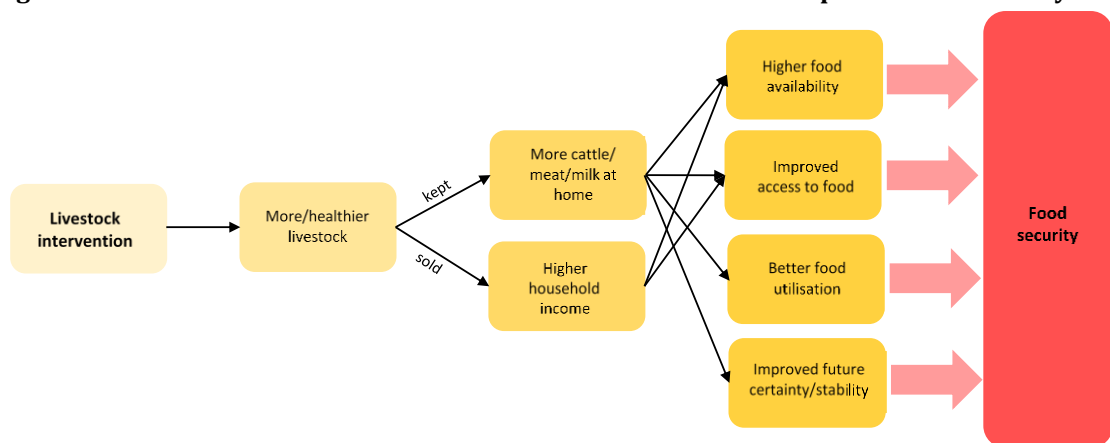 Livestock
intervention
More/healthier
livestock
kept
sold
More cattle/
meat/milk at
home
Higher
household
income
Higher food
availability
Improved
access to food
Better food
utilisation
Improved future
certainty/stability
Food
security